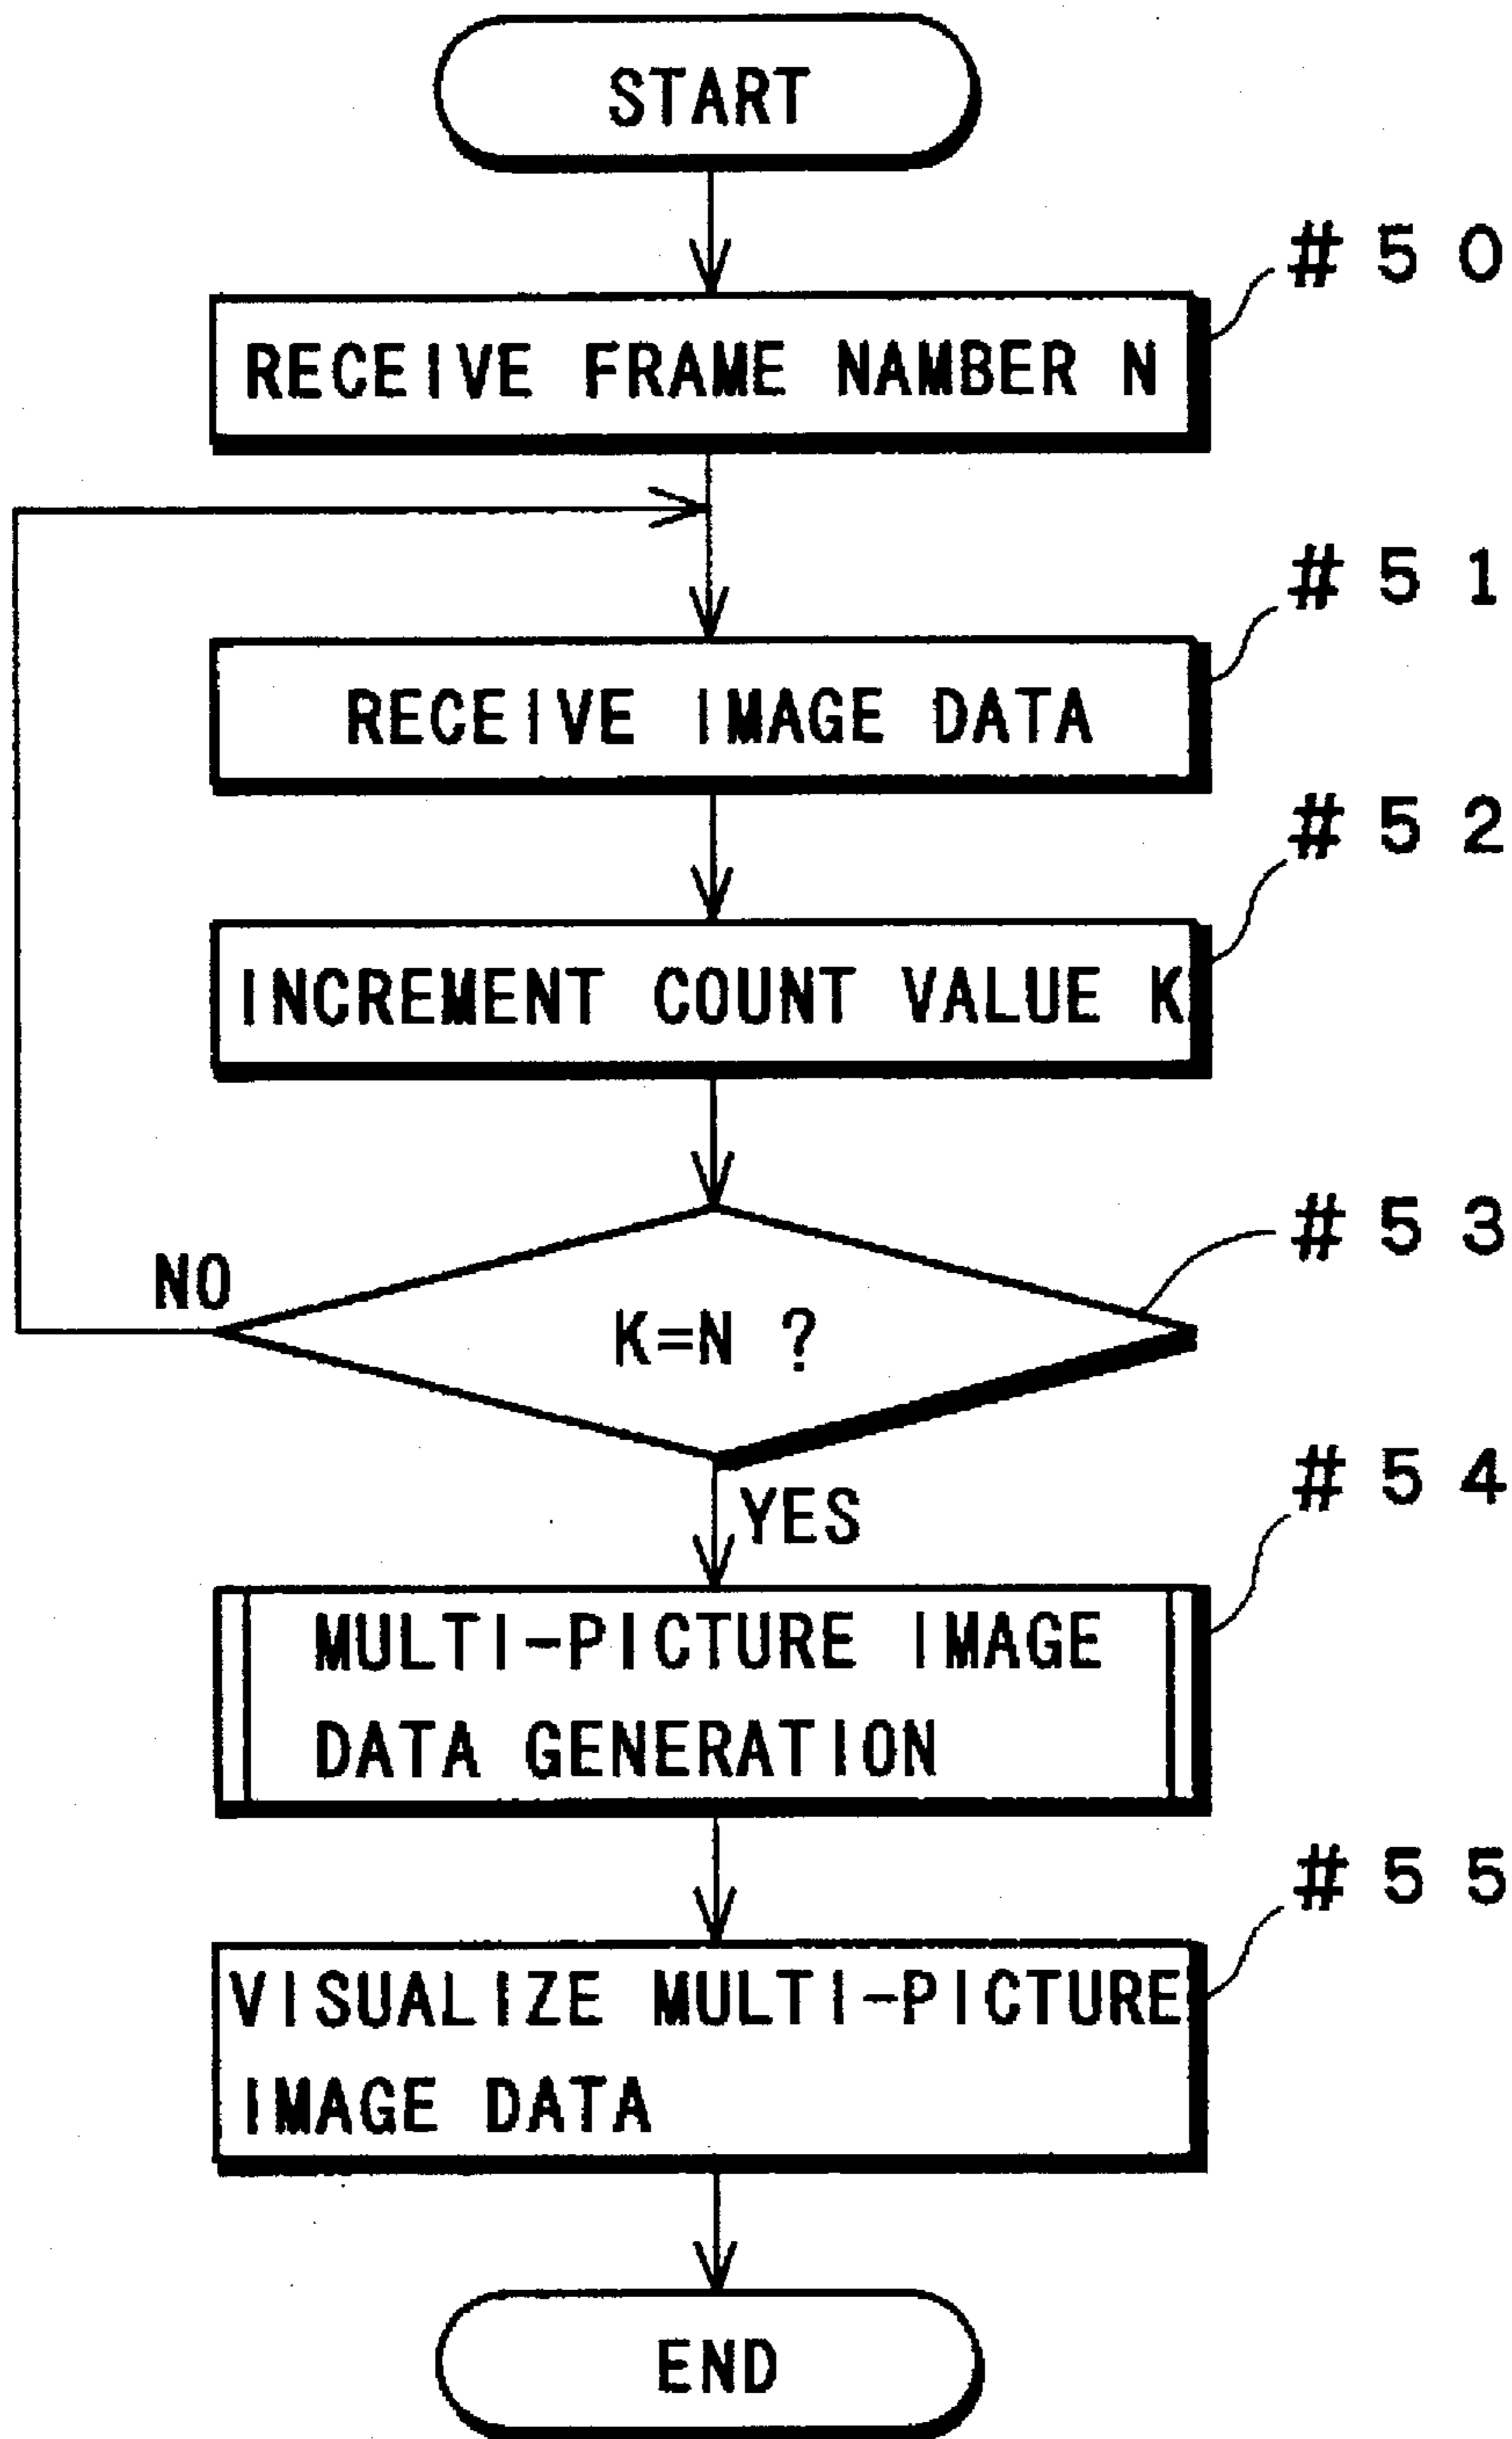 START
#50
RECEIVE FRAME NAMBER N
#51
RECEIVE IMAGE DATA
#52
INCREMENT COUNT VALUE K
#53
NO
K=N ?
YES
#54
MULTI-PICTURE IMAGE
DATA GENERATION
#55
VISUALIZE MULTI-PICTURE
IMAGE DATA
END